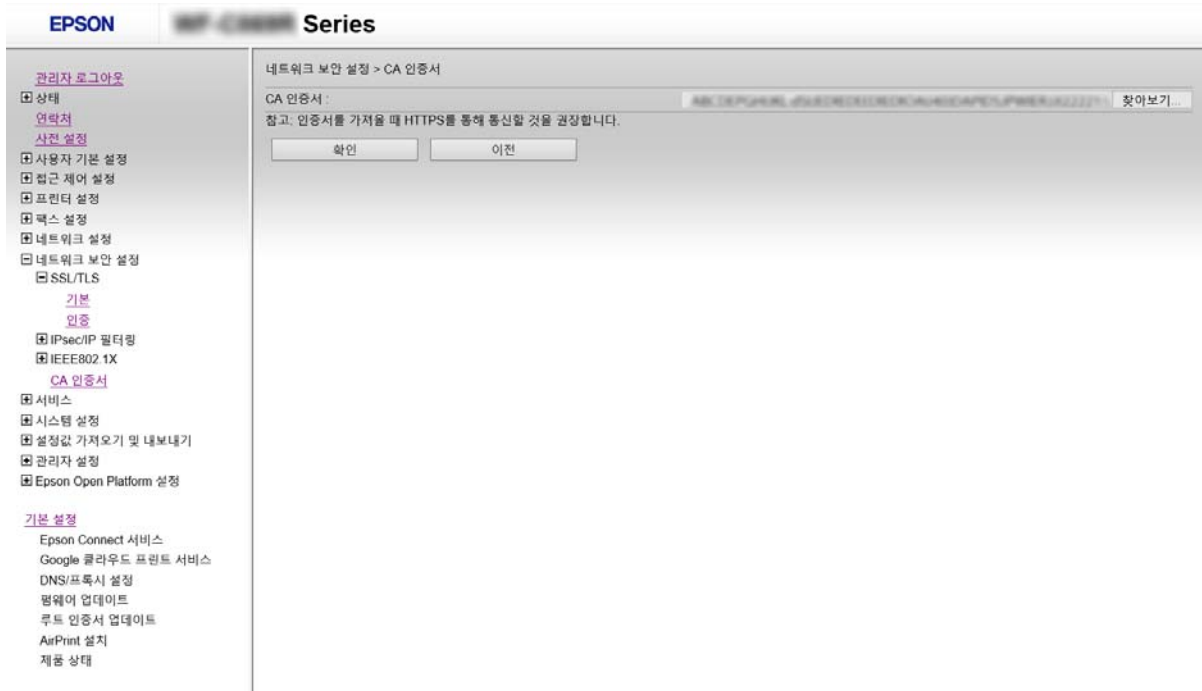 EPSON
Series
관리자 로그아웃
상태
연락처
사전 설정
사용자 기본 설정
접근 제어 설정
프린터 설정
팩스 설정
네트워크 설정
네트워크 보안 설정
SSL/TLS
기본
인증
IPsec/IP 필터링
IEEE802.1X
CA 인증서
서비스
시스템 설정
설정값 가져오기 및 내보내기
관리자 설정
Epson Open Platform 설정
기본 설정
Epson Connect 서비스
Google 클라우드 프린트 서비스
DNS/프록시 설정
펌웨어 업데이트
루트 인증서 업데이트
AirPrint 설치
제품 상태
네트워크 보안 설정 > CA 인증서
CA 인증서 :
찾아보기...
참고: 인증서를 가져올 때 HTTPS를 통해 통신할 것을 권장합니다.
확인
이전